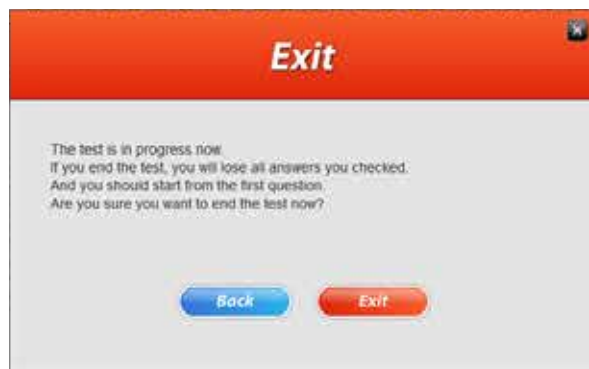 Exit
The test is in progress now.
If you end the test, you will lose all answers you checked.
And you should start from the first question.
Are you sure you want to end the test now?
Back
Exit